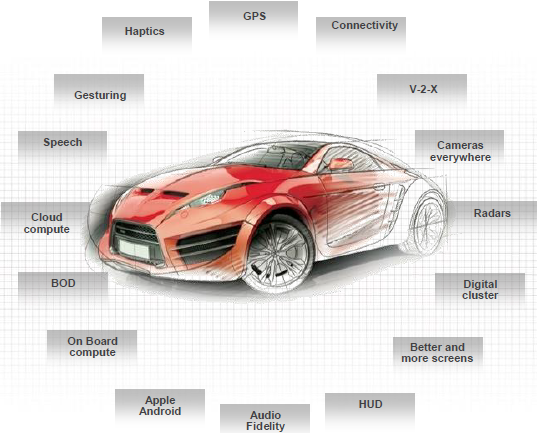 GPS
Haptics
Connectivity
Gesturing
V-2-X
Speech
Cameras
everywhere
Cloud
compute
Radars
BOD
Digital
cluster
On Board
compute
Better and
more screens
Apple
Android
Audio
Fidelity
HUD